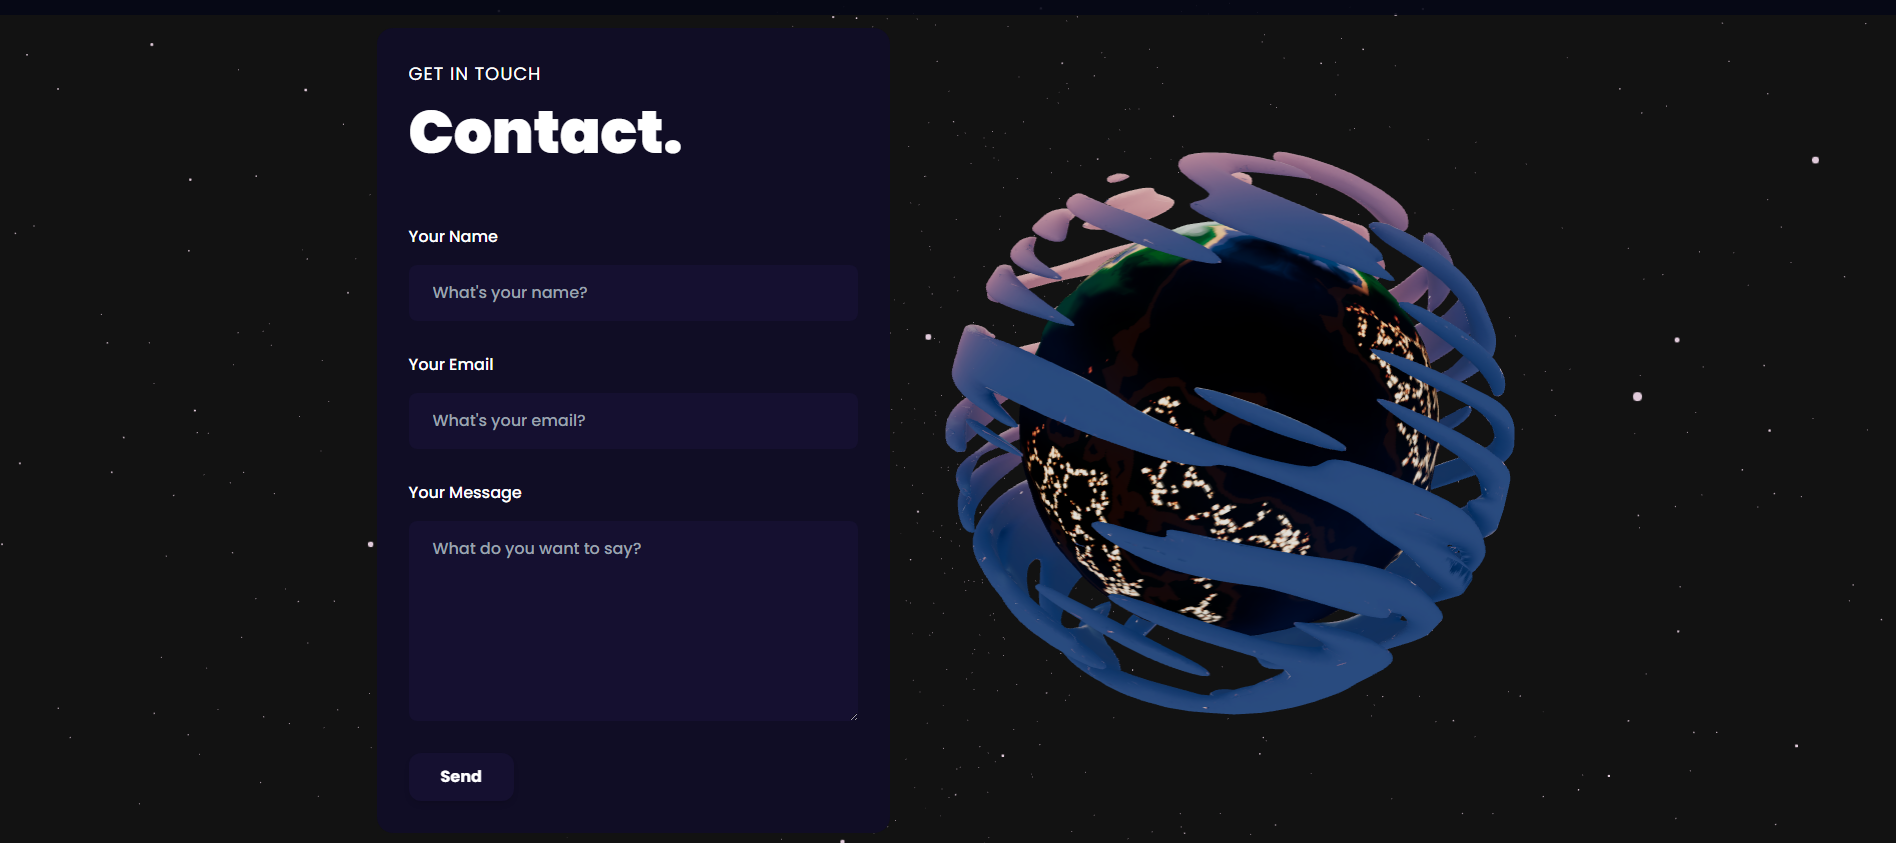 GET IN TOUCH
Contact.
Your Name
What's your name?
Your Email
What's your email?
Your Message
What do you want to say?
Send